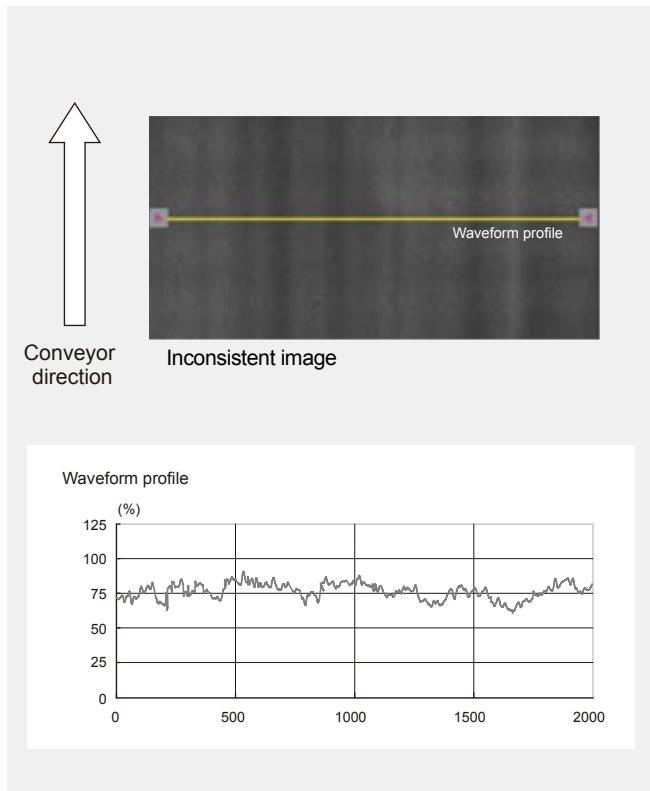 Waveform profile
Conveyor
direction
Inconsistent image
Waveform profile
(%)
125
100
75
50
25
0
0 500 1000 1500 2000